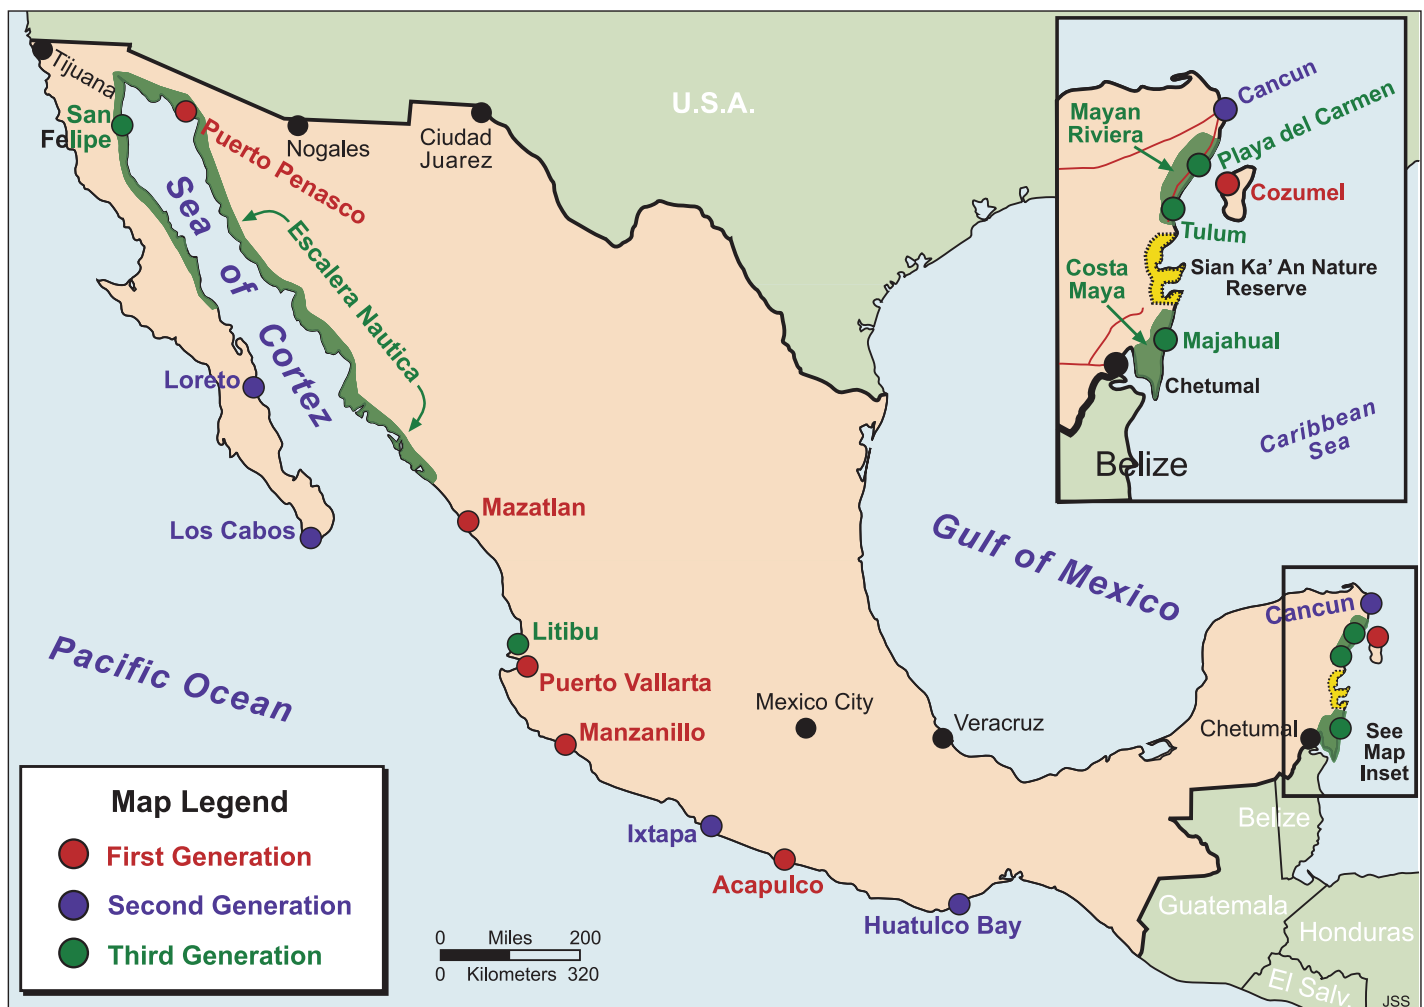 Tijuana
San
Felipe
Puerto Penasco
Nogales
Ciudad
Juarez
U.S.A.
Sea of Cortez
Escalera Nautica
Loreto
Los Cabos
Mazatlan
Litibu
Puerto Vallarta
Manzanillo
Mexico City
Veracruz
Ixtapa
Acapulco
Huatulco Bay
Pacific Ocean
Gulf of Mexico
Cancun
Mayan
Riviera
Playa del Carmen
Cozumel
Tulum
Costa
Maya
Sian Ka' An Nature
Reserve
Majahual
Chetumal
Caribbean
Sea
Belize
Cancun
Chetumal
See
Map
Inset
Belize
Guatemala
Honduras
El Salv.
Map Legend
First Generation
Second Generation
Third Generation
0 Miles 200
0 Kilometers 320
JSS